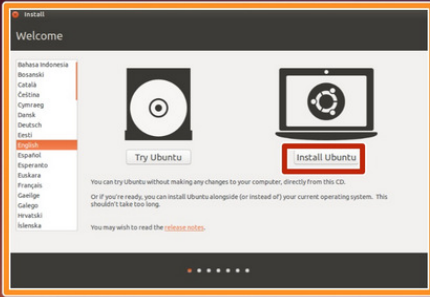 Install
Welcome
Bahasa Indonesia
Bosanski
Català
Čeština
Cymraeg
Dansk
Deutsch
Eesti
English
Español
Esperanto
Euskara
Français
Gaeilge
Galego
Hrvatski
Íslenska
Try Ubuntu
Install Ubuntu
You can try Ubuntu without making any changes to your computer, directly from this CD.
Or if you're ready, you can install Ubuntu alongside (or instead of) your current operating system. This
shouldn't take too long.
You may wish to read the release notes.